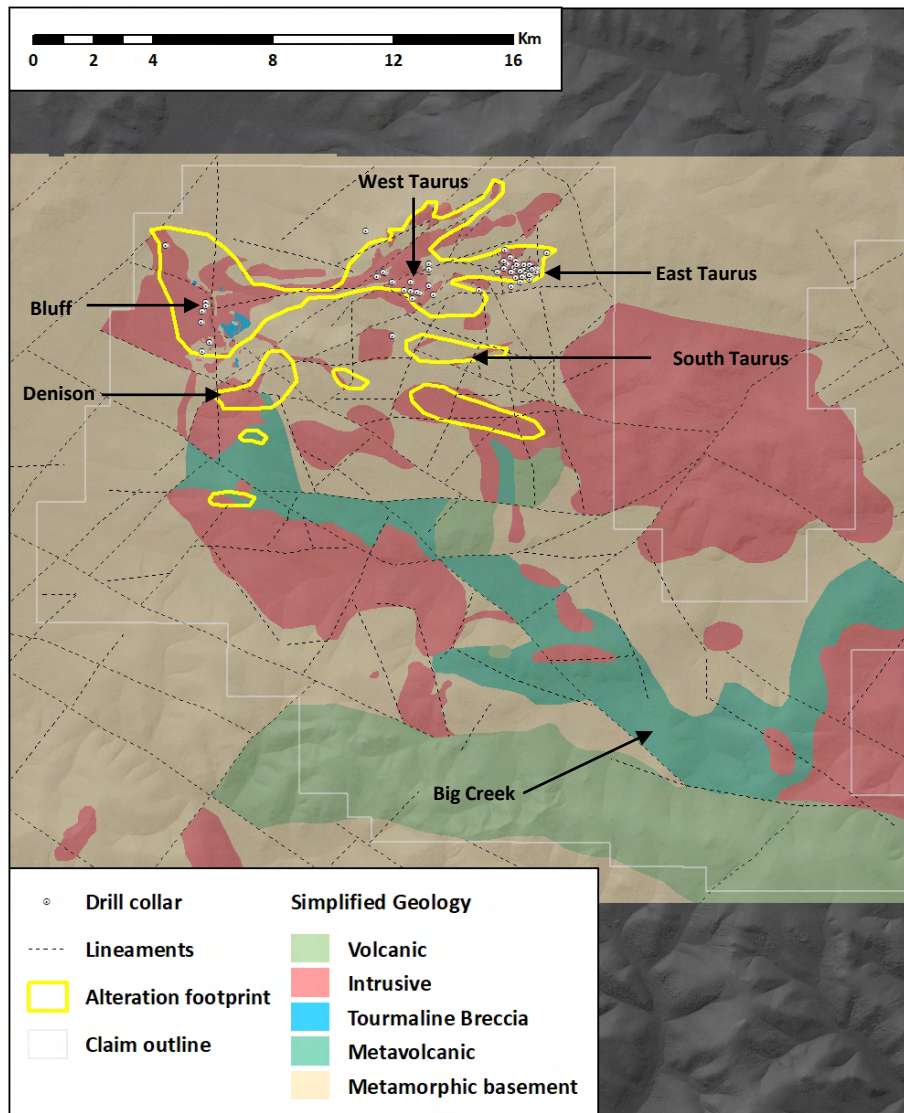 Km
0 2 4 8 12 16
West Taurus
East Taurus
Bluff
South Taurus
Denison
Big Creek
Drill collar
Lineaments
Alteration footprint
Claim outline
Simplified Geology
Volcanic
Intrusive
Tourmaline Breccia
Metavolcanic
Metamorphic basement